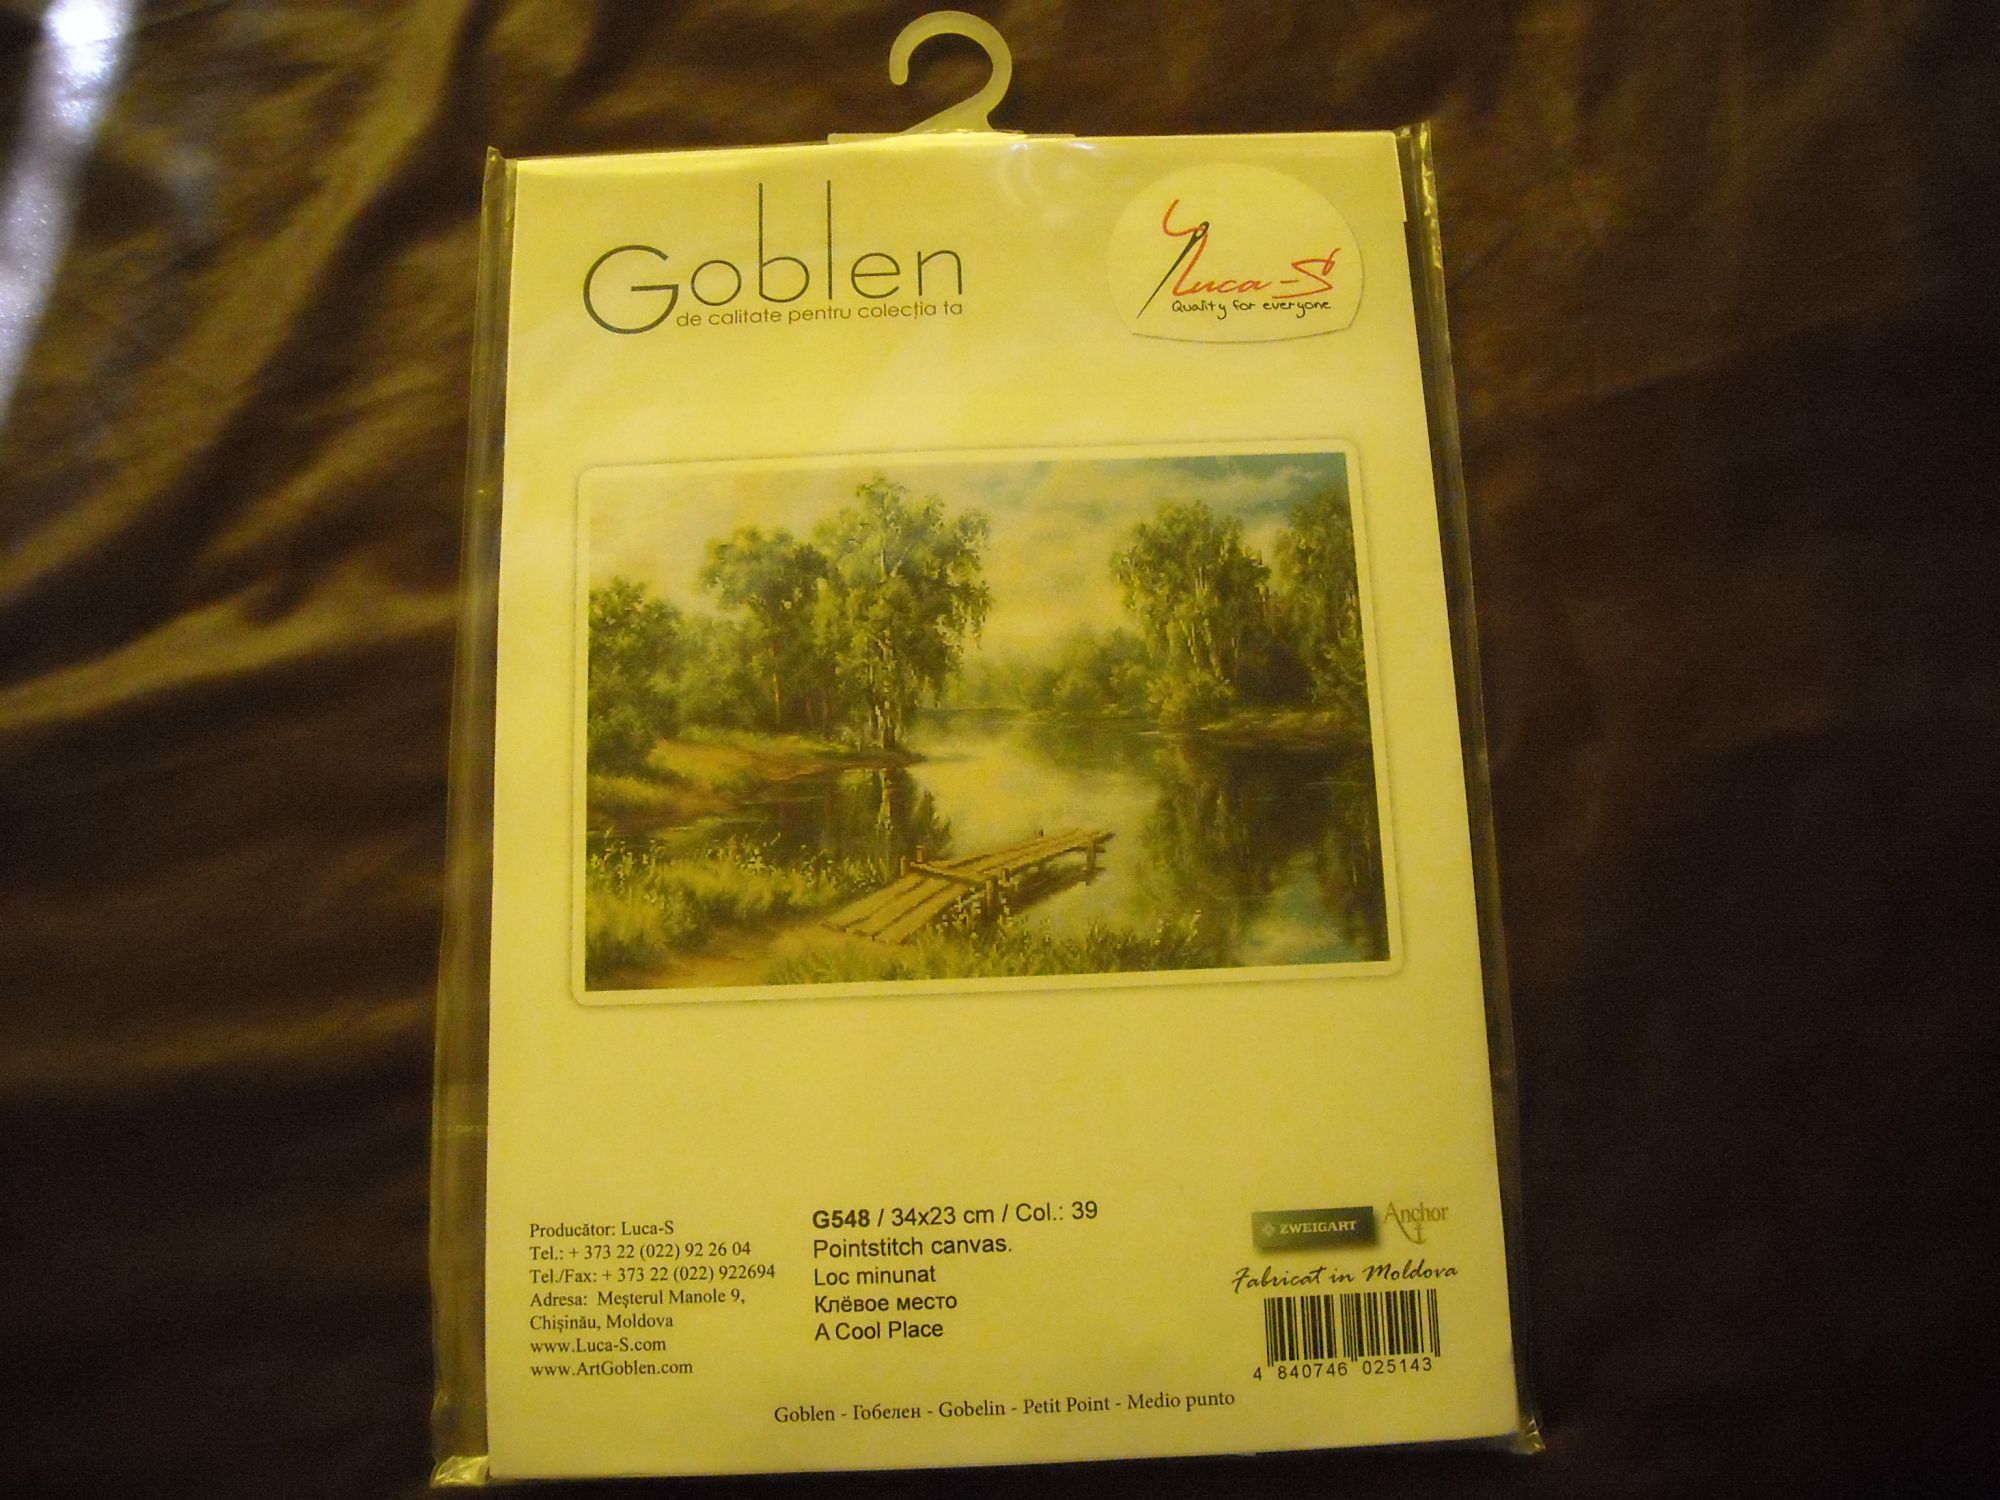 Goblen
de calitate pentru colecția ta
Luca-S
Quality for everyone
Producător: Luca-S
Tel.: + 373 22 (022) 92 26 04
Tel./Fax: + 373 22 (022) 922694
Adresa: Meșterul Manole 9,
Chișinău, Moldova
www.Luca-S.com
www.ArtGoblen.com
G548 / 34x23 cm / Col.: 39
Pointstitch canvas.
Loc minunat
Клёвое место
A Cool Place
ZWEIGART
Anchor
Fabricat in Moldova
4 840746 025143
Goblen - Гобелен - Gobelin - Petit Point - Medio punto